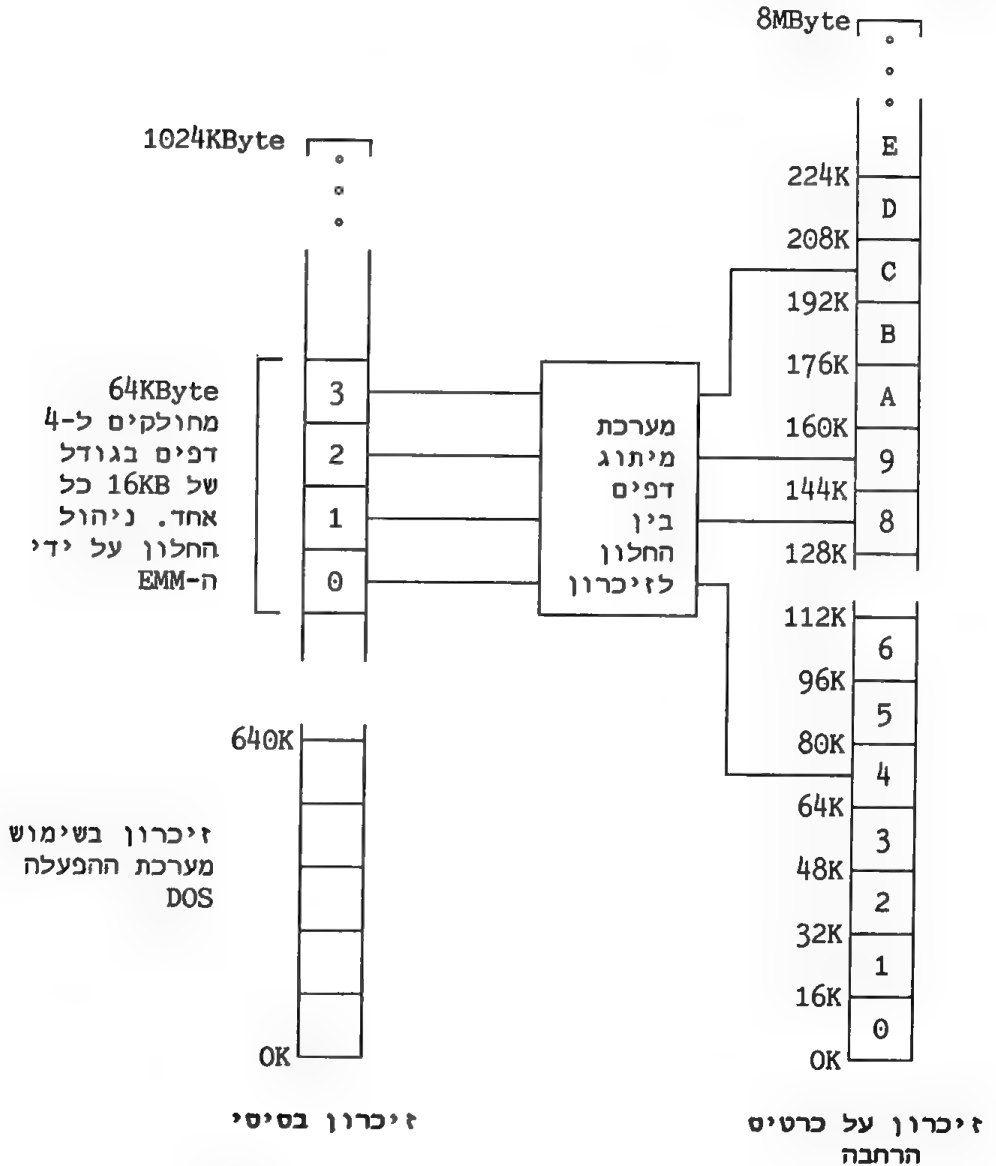 8MByte
1024KByte
E
224K
D
208K
C
192K
B
176K
A
160K
9
144K
8
128K
64KByte
מחולקים ל-4
דפים בגודל
של 16KB כל
אחד. ניהול
החלון על ידי
ה-EMM
3
2
1
0
מערכת
מיתוג
דפים
בין
החלון
לזיכרון
112K
6
96K
5
80K
4
64K
3
48K
2
32K
1
16K
0
OK
640K
זיכרון בשימוש
מערכת ההפעלה
DOS
OK
זיכרון בסיסי
זיכרון על כרטיס
הרחבה